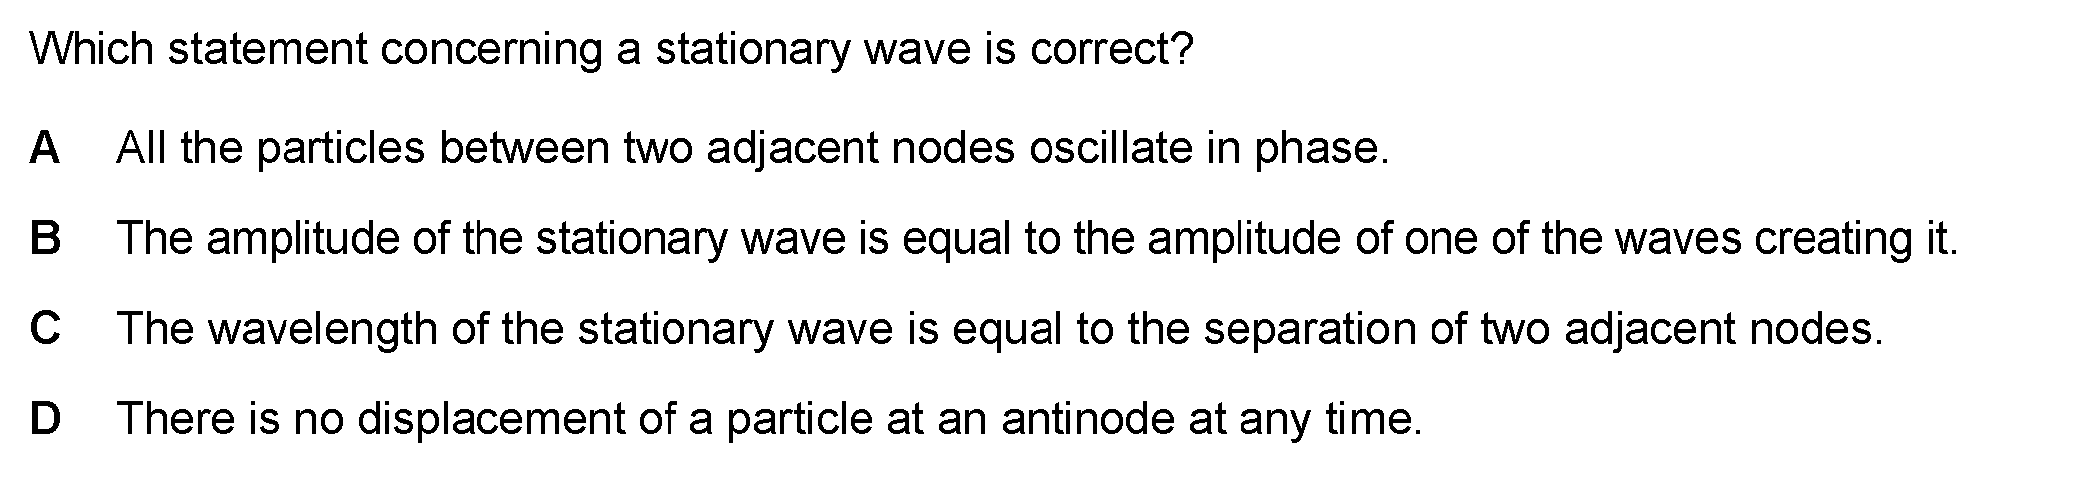 Which statement concerning a stationary wave is correct?
A All the particles between two adjacent nodes oscillate in phase.
B The amplitude of the stationary wave is equal to the amplitude of one of the waves creating it.
C The wavelength of the stationary wave is equal to the separation of two adjacent nodes.
D There is no displacement of a particle at an antinode at any time.